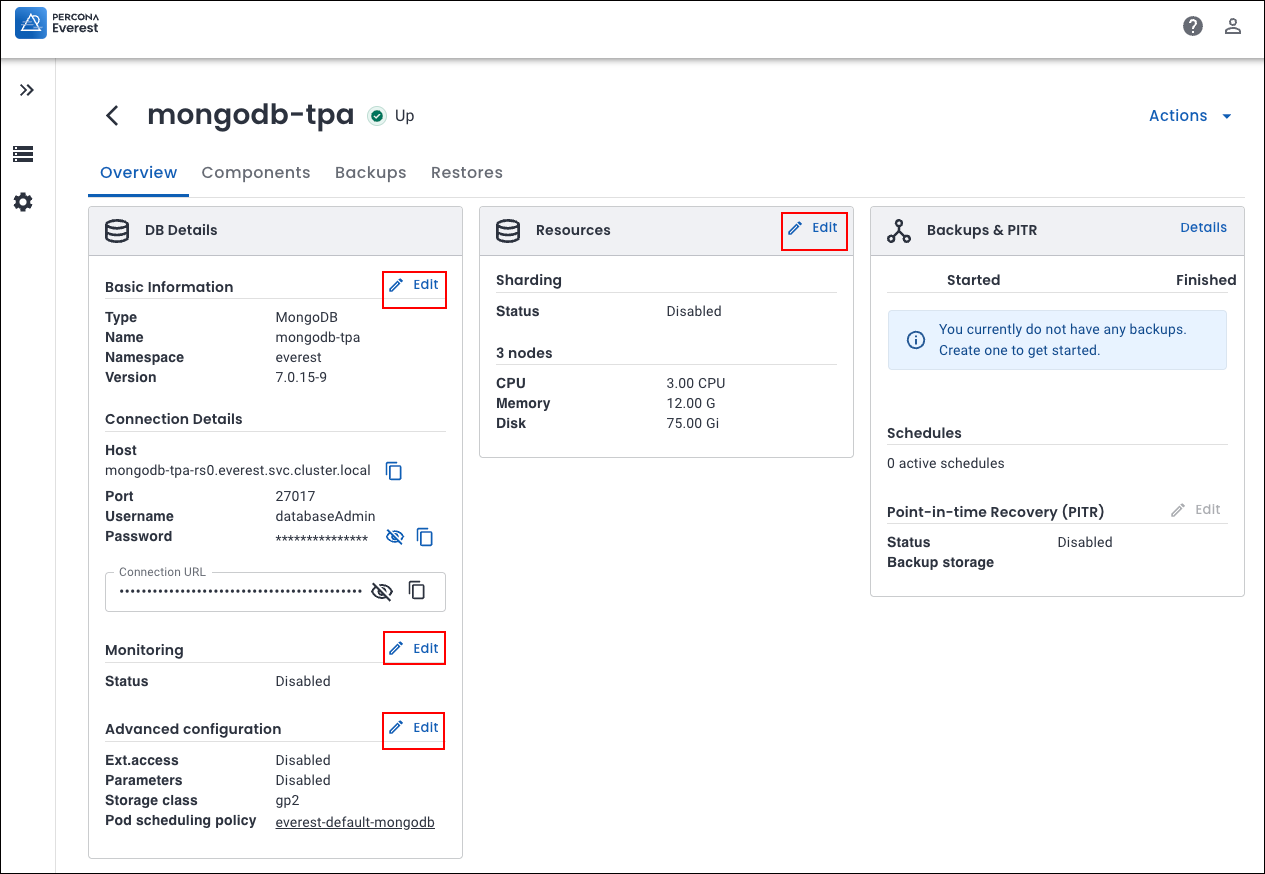 PERCONA
Everest
mongodb-tpa
Up
Actions
Overview
Components
Backups
Restores
DB Details
Basic Information
Edit
Type MongoDB
Name mongodb-tpa
Namespace everest
Version 7.0.15-9
Connection Details
Host
mongodb-tpa-rs0.everest.svc.cluster.local
Port 27017
Username databaseAdmin
Password ***************
Connection URL
••••••••••••••••••••••••••••••••••••••••••
Monitoring
Edit
Status Disabled
Advanced configuration
Edit
Ext.access Disabled
Parameters Disabled
Storage class gp2
Pod scheduling policy everest-default-mongodb
Resources
Edit
Sharding
Status Disabled
3 nodes
CPU 3.00 CPU
Memory 12.00 G
Disk 75.00 Gi
Backups & PITR
Details
Started Finished
You currently do not have any backups.
Create one to get started.
Schedules
0 active schedules
Point-in-time Recovery (PITR)
Edit
Status Disabled
Backup storage